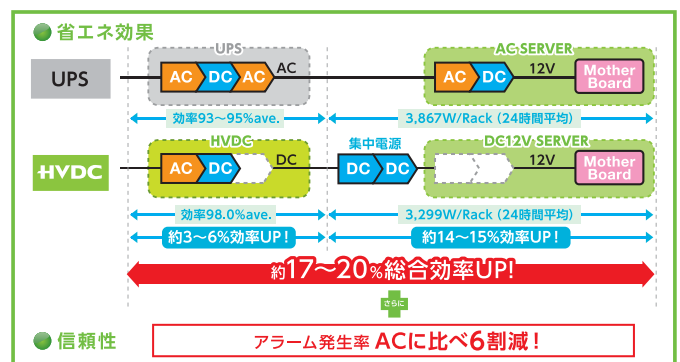 省エネ効果
UPS
UPS
AC DC AC
AC
AC SERVER
AC DC
12V
Mother
Board
効率93～95%ave.
3,867W/Rack（24時間平均）
HVDC
HVDC
AC DC
DC
集中電源
DC DC
DC12V SERVER
12V
Mother
Board
効率98.0%ave.
3,299W/Rack（24時間平均）
約3～6%効率UP！
約14～15%効率UP！
約17～20%総合効率UP!
さらに
信頼性
アラーム発生率 ACに比べ6割減！